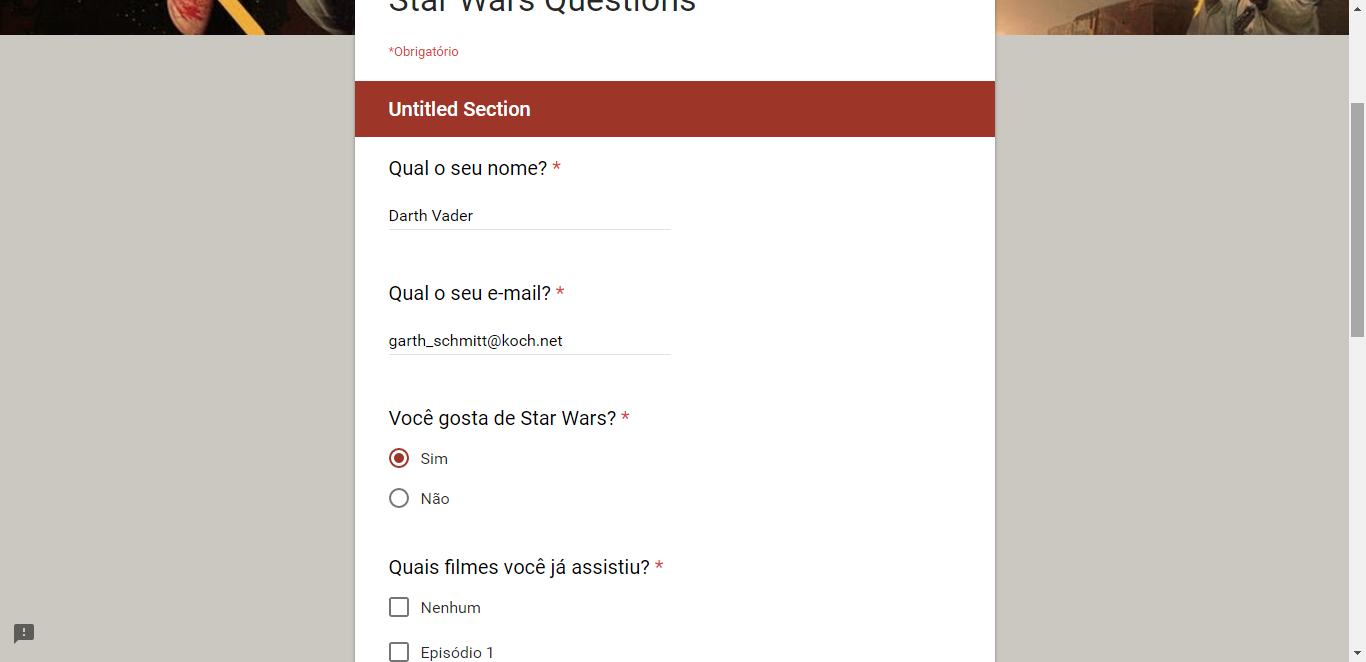 Star Wars Questions
*Obrigatório
Untitled Section
Qual o seu nome? *
Darth Vader
Qual o seu e-mail? *
garth_schmitt@koch.net
Você gosta de Star Wars? *
Sim
Não
Quais filmes você já assistiu? *
Nenhum
Episódio 1